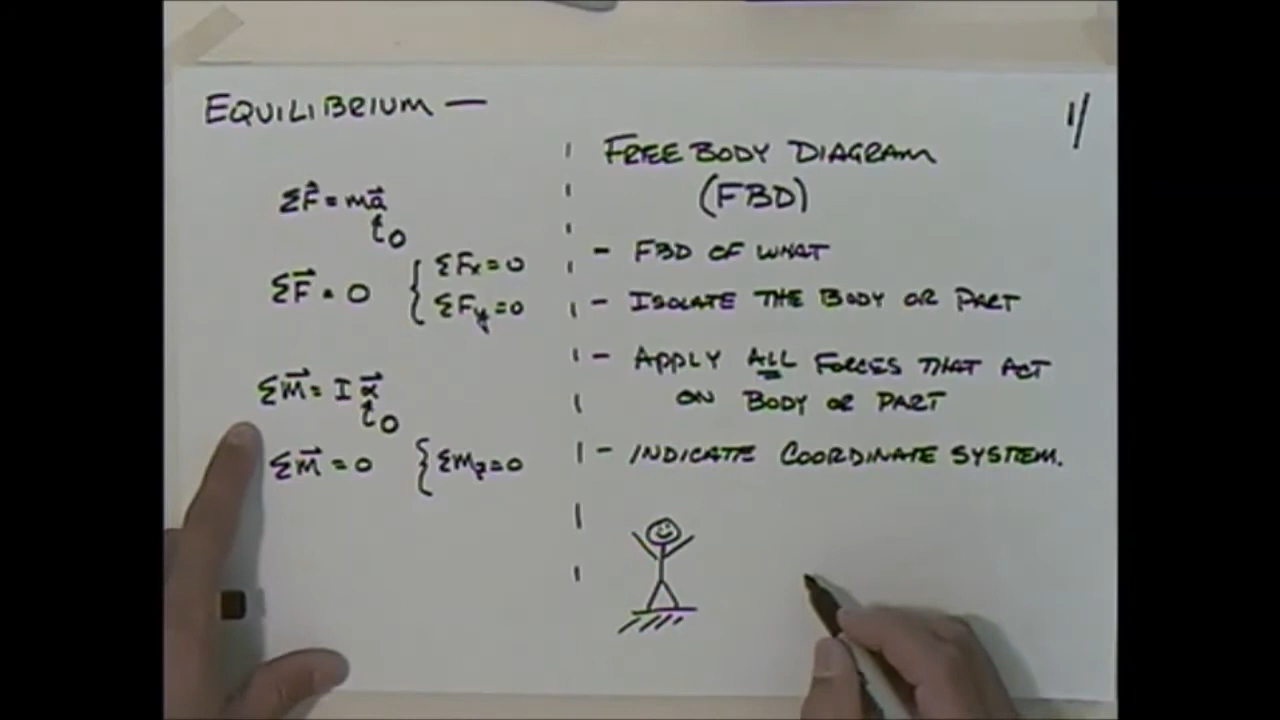 EQUILIBRIUM —
1/
ΣF⃗ = ma⃗
0
ΣF⃗ = 0 { ΣFx = 0
ΣFy = 0
ΣM⃗ = I α⃗
0
ΣM⃗ = 0 { ΣMz = 0
FREE BODY DIAGRAM
(FBD)
- FBD OF WHAT
- ISOLATE THE BODY OR PART
- APPLY ALL FORCES THAT ACT
ON BODY OR PART
- INDICATE COORDINATE SYSTEM.